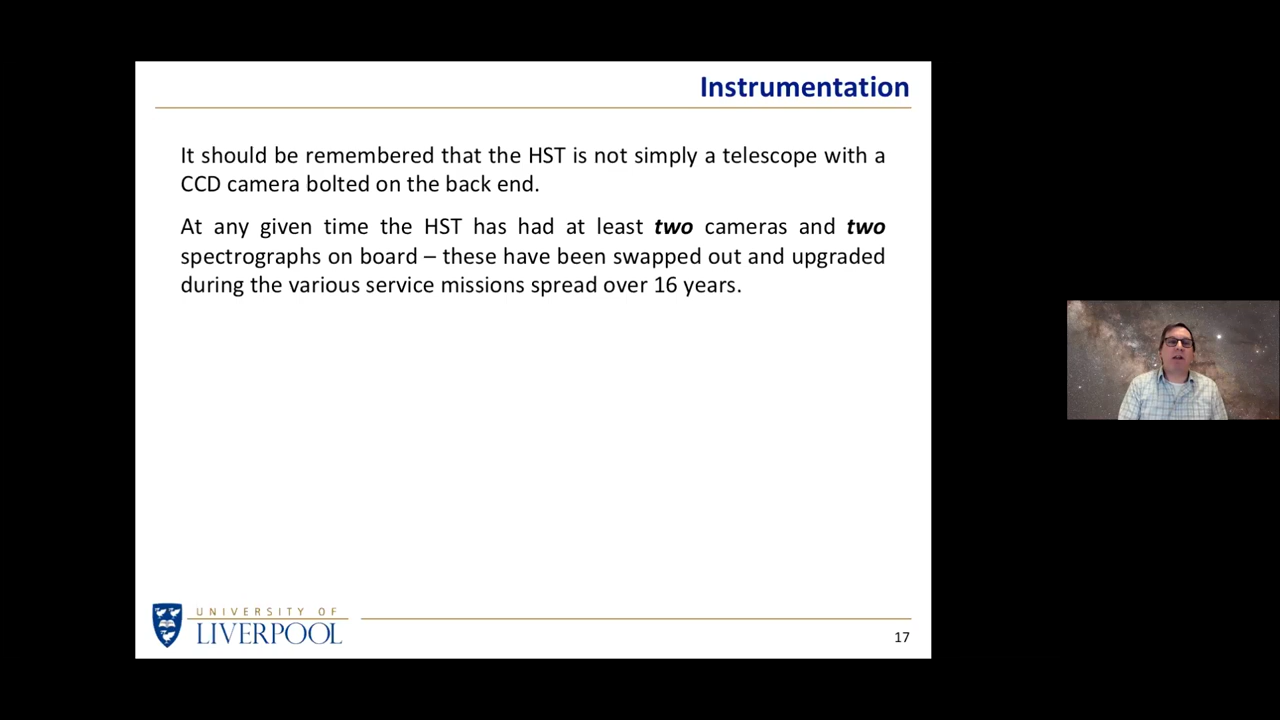 Instrumentation
It should be remembered that the HST is not simply a telescope with a
CCD camera bolted on the back end.
At any given time the HST has had at least two cameras and two
spectrographs on board – these have been swapped out and upgraded
during the various service missions spread over 16 years.
UNIVERSITY OF
LIVERPOOL
17